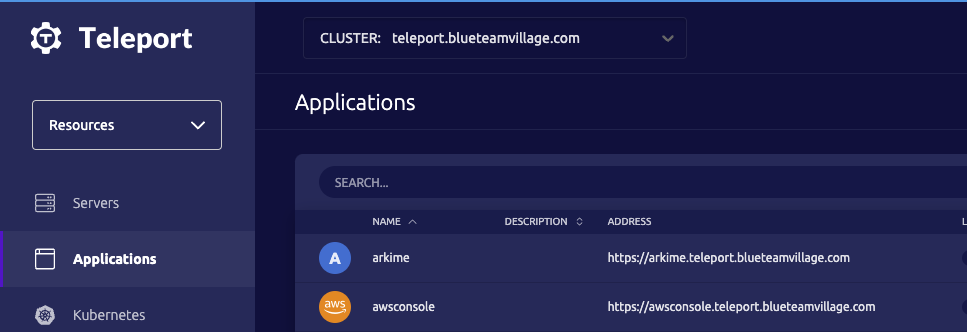 Teleport
CLUSTER: teleport.blueteamvillage.com
Applications
Resources
SEARCH...
Servers
NAME DESCRIPTION ADDRESS L
Applications
A arkime https://arkime.teleport.blueteamvillage.com
aws awsconsole https://awsconsole.teleport.blueteamvillage.com
Kubernetes